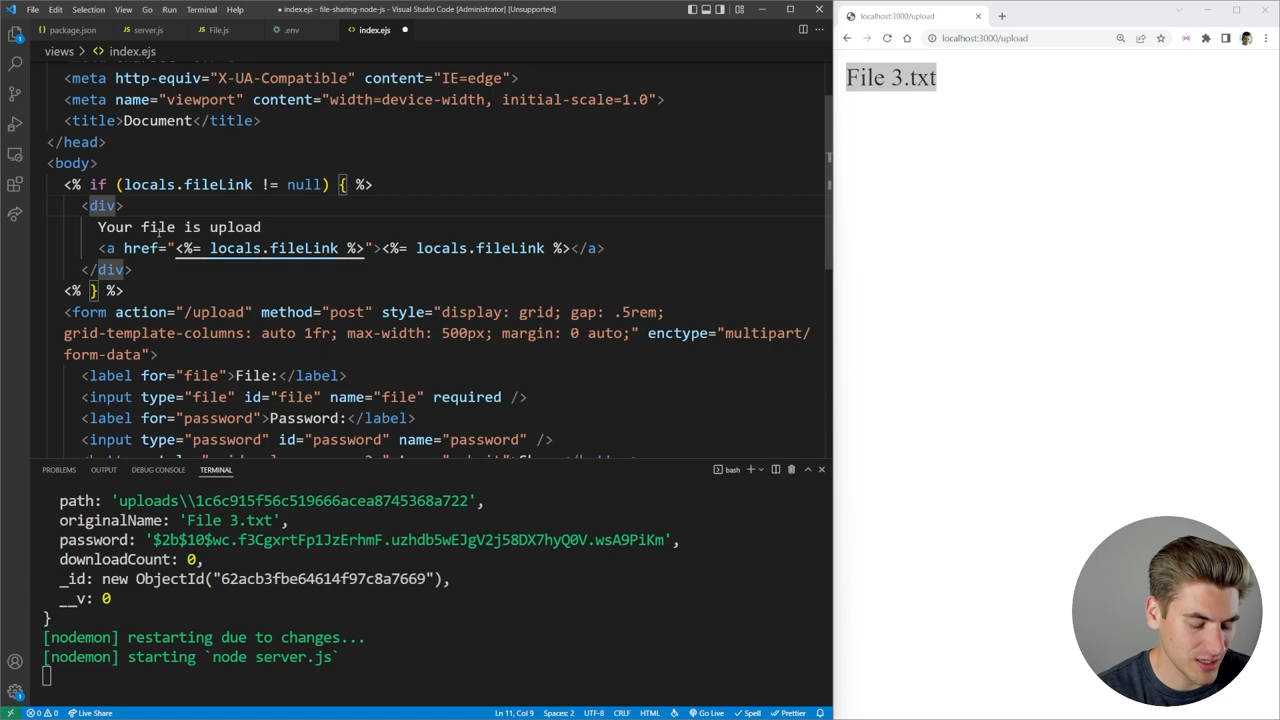 File Edit Selection View Go Run Terminal Help
● index.ejs - file-sharing-node-js - Visual Studio Code [Administrator] [Unsupported]
package.json
server.js
File.js
.env
index.ejs
views > <> index.ejs
<meta http-equiv="X-UA-Compatible" content="IE=edge">
<meta name="viewport" content="width=device-width, initial-scale=1.0">
<title>Document</title>
</head>
<body>
<% if (locals.fileLink != null) { %>
<div>
Your file is upload
<a href="<%= locals.fileLink %>"><%= locals.fileLink %></a>
</div>
<% } %>
<form action="/upload" method="post" style="display: grid; gap: .5rem;
grid-template-columns: auto 1fr; max-width: 500px; margin: 0 auto;" enctype="multipart/
form-data">
<label for="file">File:</label>
<input type="file" id="file" name="file" required />
<label for="password">Password:</label>
<input type="password" id="password" name="password" />
PROBLEMS OUTPUT DEBUG CONSOLE TERMINAL
bash
path: 'uploads\\1c6c915f56c519666acea8745368a722',
originalName: 'File 3.txt',
password: '$2b$10$wc.f3CgxrtFp1JzErhmF.uzhdb5wEJgV2j58DX7hyQ0V.wsA9PiKm',
downloadCount: 0,
_id: new ObjectId("62acb3fbe64614f97c8a7669"),
__v: 0
}
[nodemon] restarting due to changes...
[nodemon] starting `node server.js`
0 0 Live Share
Ln 11, Col 9 Spaces: 2 UTF-8 CRLF HTML Go Live Spell Prettier
localhost:3000/upload
localhost:3000/upload
File 3.txt